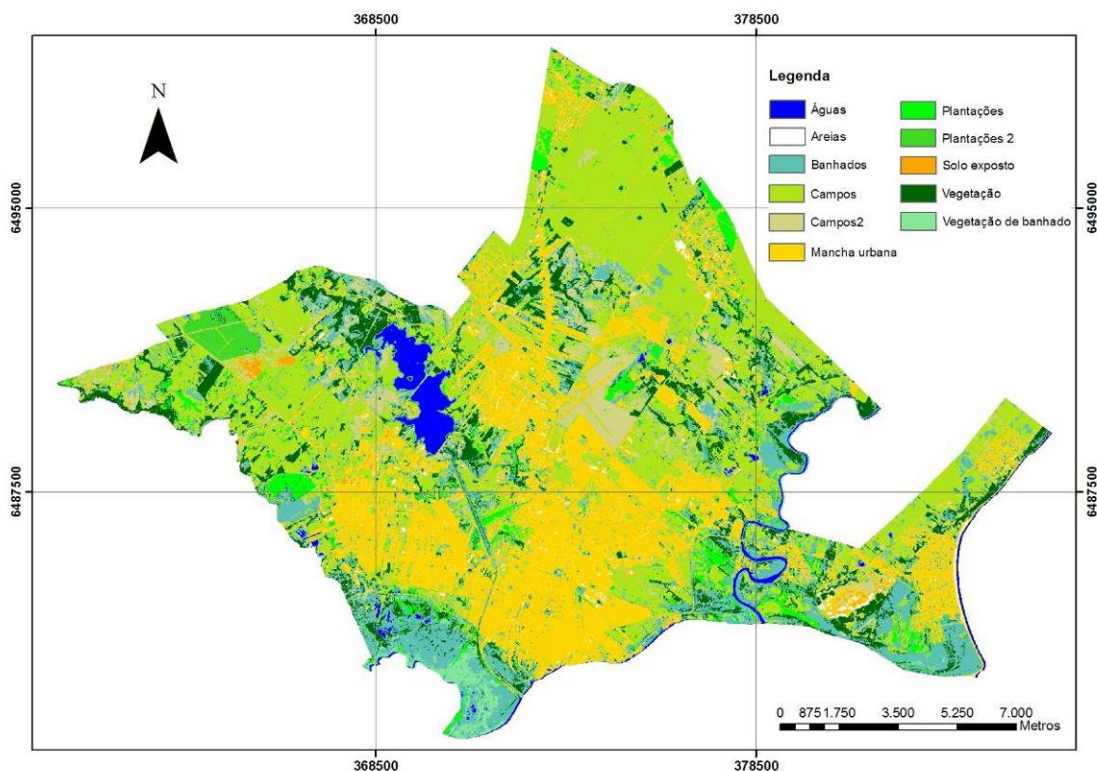 368500
378500
N
Legenda
Águas
Areias
Banhados
Campos
Campos2
Mancha urbana
Plantações
Plantações 2
Solo exposto
Vegetação
Vegetação de banhado
6495000
6495000
6487500
6487500
0 875 1.750 3.500 5.250 7.000
Metros
368500
378500